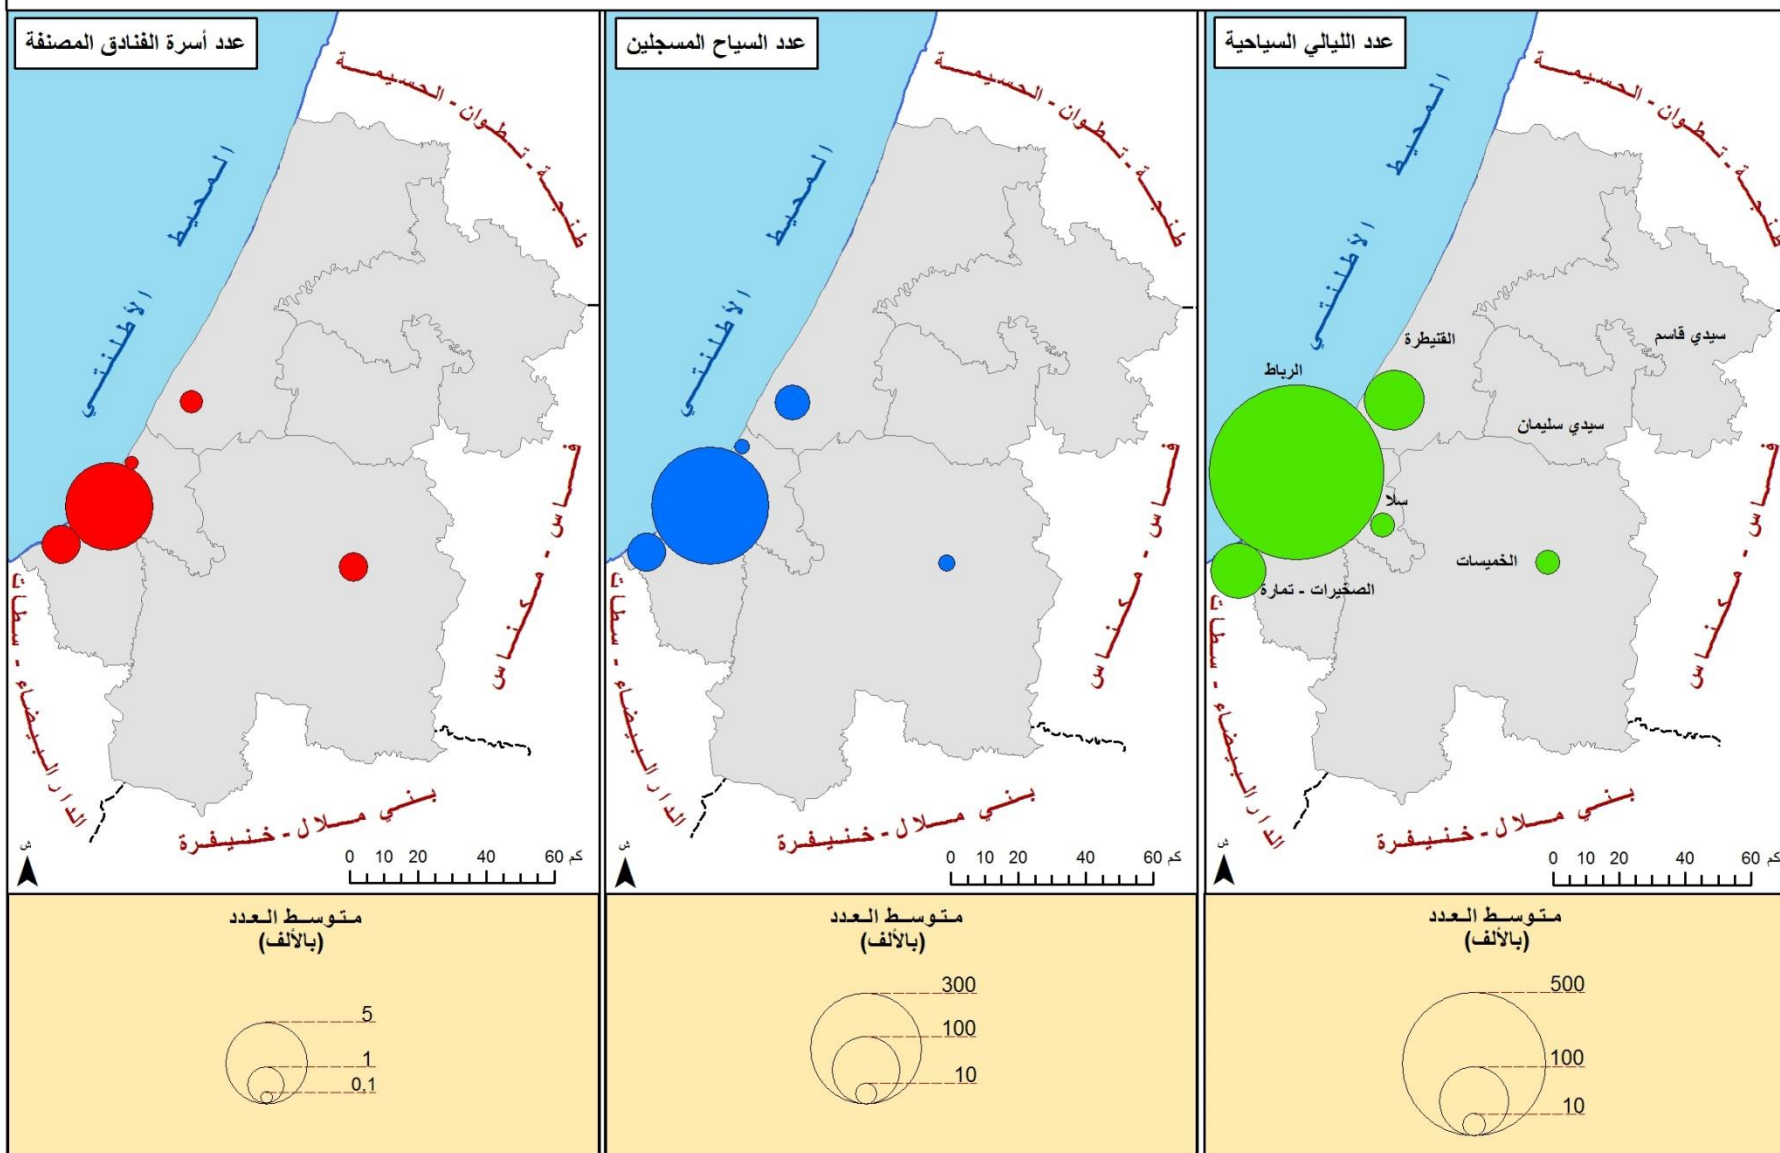 عدد أسرة الفنادق المصنفة
طنجة - تطوان - الحسيمة
المحيط
الأطلنتي
فاس - مكناس
الدار البيضاء - سطات
بني ملال - خنيفرة
ش
0 10 20 40 60 كم
متوسط العدد
(بالألف)
5
1
0,1
عدد السياح المسجلين
طنجة - تطوان - الحسيمة
المحيط
الأطلنتي
فاس - مكناس
الدار البيضاء - سطات
بني ملال - خنيفرة
ش
0 10 20 40 60 كم
متوسط العدد
(بالألف)
300
100
10
عدد الليالي السياحية
طنجة - تطوان - الحسيمة
المحيط
الأطلنتي
القنيطرة
سيدي قاسم
الرباط
سيدي سليمان
سلا
الخميسات
الصخيرات - تمارة
فاس - مكناس
الدار البيضاء - سطات
بني ملال - خنيفرة
ش
0 10 20 40 60 كم
متوسط العدد
(بالألف)
500
100
10